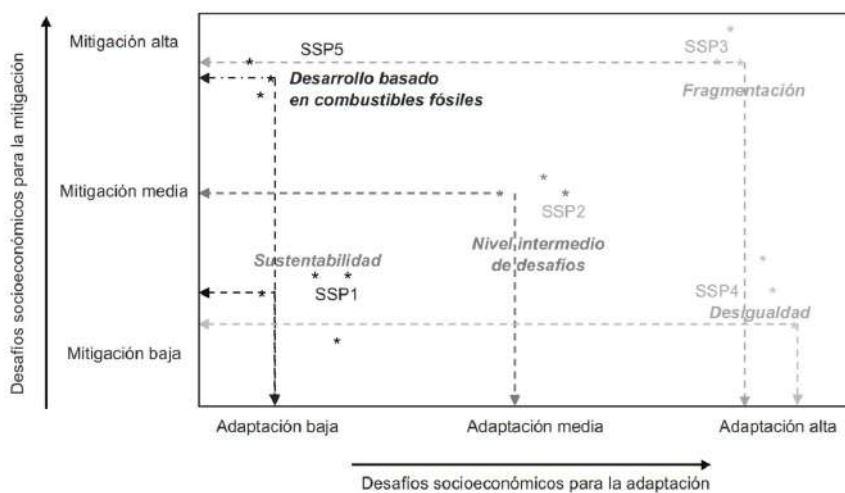 Desafíos socioeconómicos para la mitigación
Mitigación alta
SSP5
SSP3
Desarrollo basado
en combustibles fósiles
Fragmentación
Mitigación media
SSP2
Sustentabilidad
Nivel intermedio
de desafíos
SSP1
SSP4
Desigualdad
Mitigación baja
Adaptación baja
Adaptación media
Adaptación alta
Desafíos socioeconómicos para la adaptación